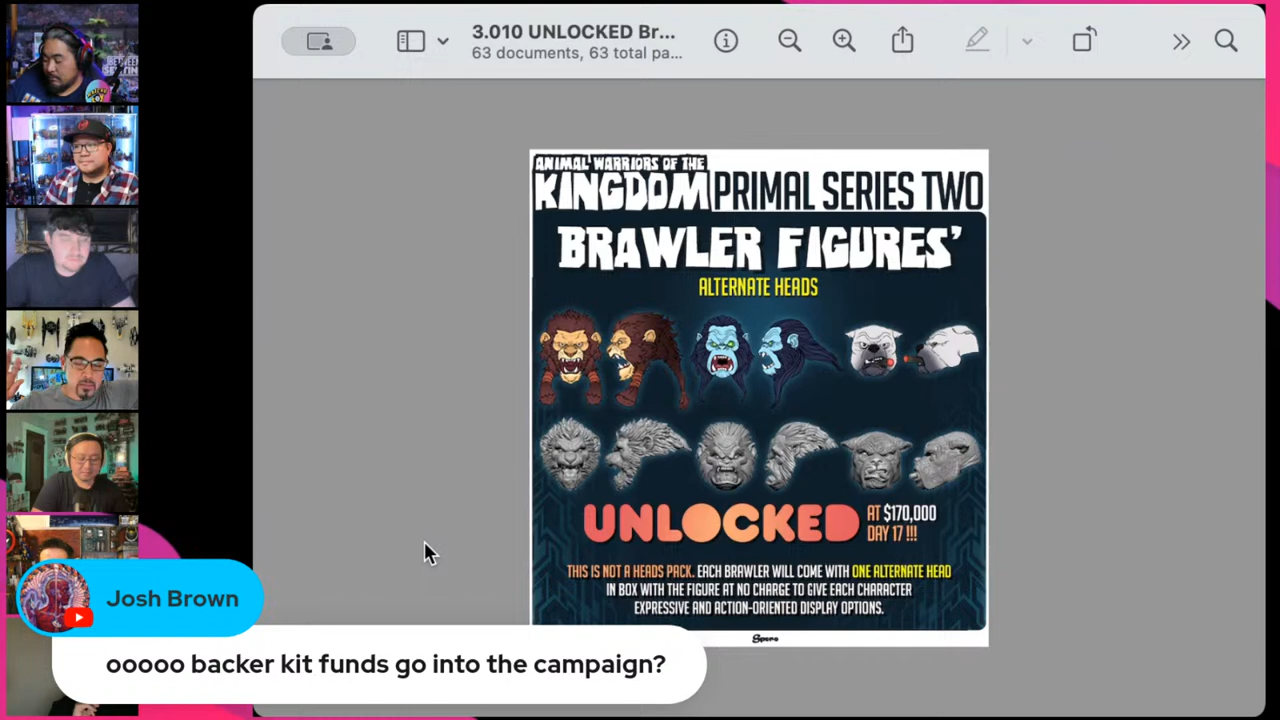 3.010 UNLOCKED Br...
63 documents, 63 total pa...
ANIMAL WARRIORS OF THE
KINGDOM PRIMAL SERIES TWO
BRAWLER FIGURES'
ALTERNATE HEADS
UNLOCKED AT $170,000
DAY 17 !!!
THIS IS NOT A HEADS PACK. EACH BRAWLER WILL COME WITH ONE ALTERNATE HEAD
IN BOX WITH THE FIGURE AT NO CHARGE TO GIVE EACH CHARACTER
EXPRESSIVE AND ACTION-ORIENTED DISPLAY OPTIONS.
Spero
Josh Brown
ooooo backer kit funds go into the campaign?